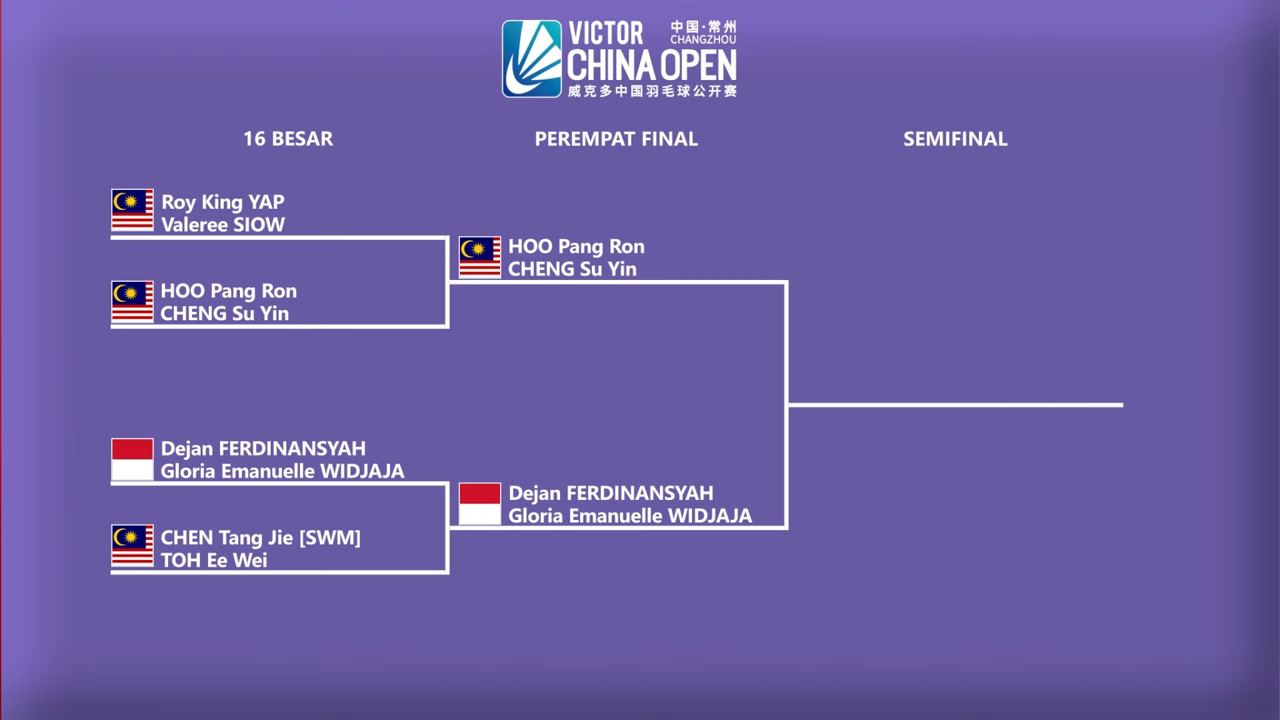 VICTOR 中国·常州
CHANGZHOU
CHINA OPEN
威克多中国羽毛球公开赛
16 BESAR
PEREMPAT FINAL
SEMIFINAL
Roy King YAP
Valeree SIOW
HOO Pang Ron
CHENG Su Yin
HOO Pang Ron
CHENG Su Yin
Dejan FERDINANSYAH
Gloria Emanuelle WIDJAJA
Dejan FERDINANSYAH
Gloria Emanuelle WIDJAJA
CHEN Tang Jie [SWM]
TOH Ee Wei